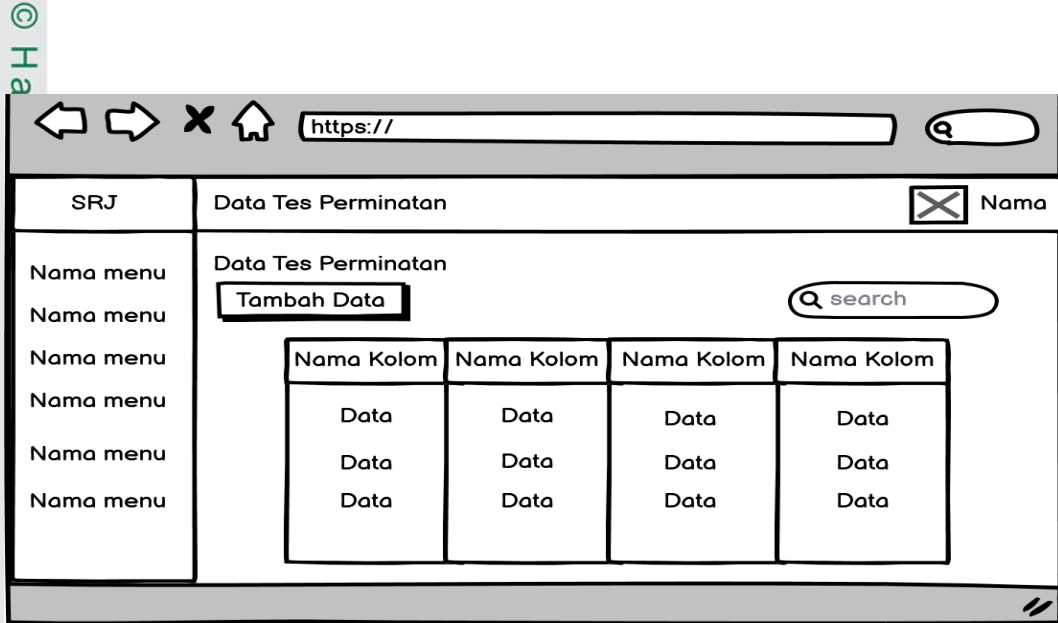 © Ha
https://
SRJ
Data Tes Perminatan
Nama
Nama menu
Nama menu
Nama menu
Nama menu
Nama menu
Nama menu
Data Tes Perminatan
Tambah Data
search
Nama Kolom Nama Kolom Nama Kolom Nama Kolom
Data Data Data Data
Data Data Data Data
Data Data Data Data